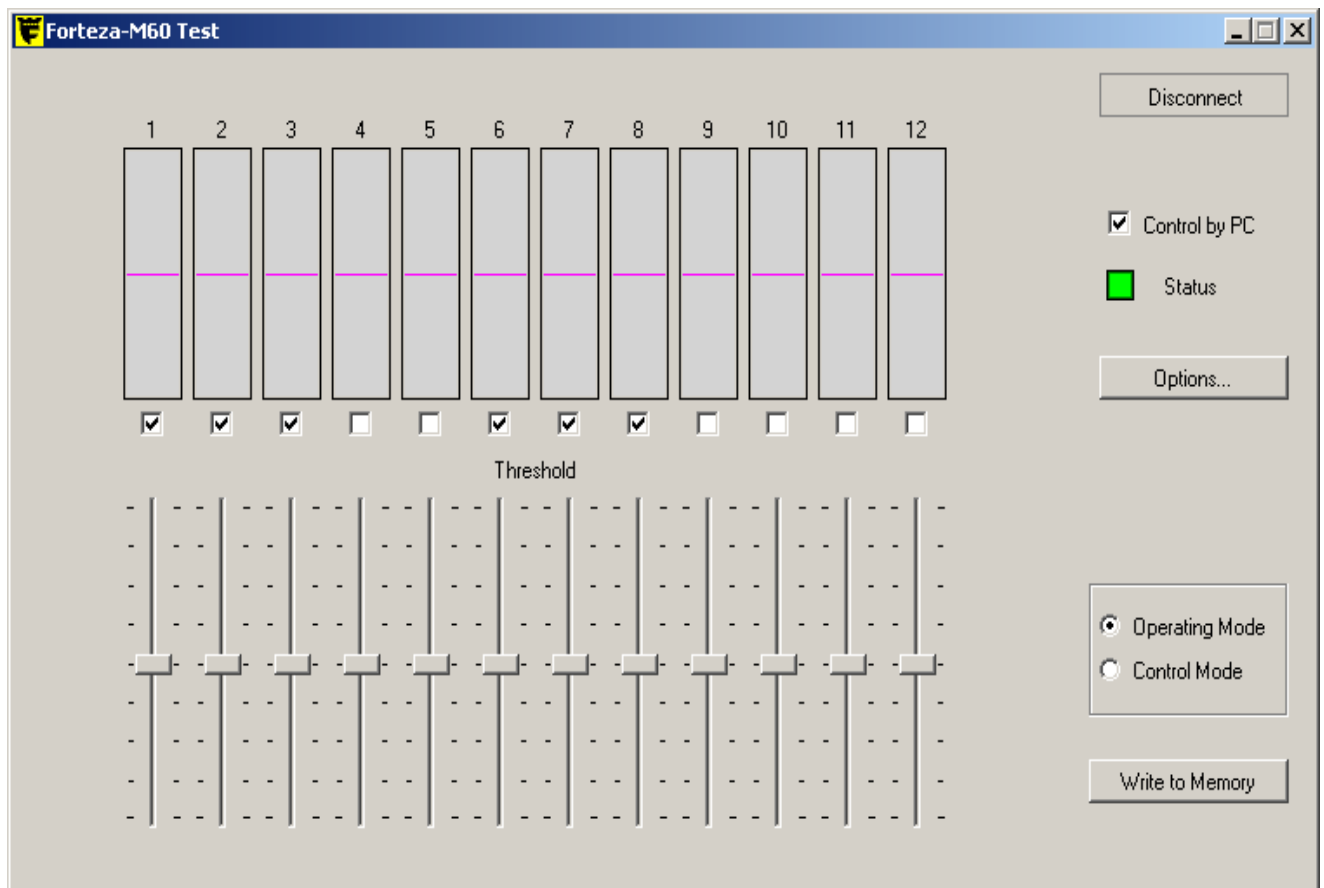 Forteza-M60 Test
Disconnect
1 2 3 4 5 6 7 8 9 10 11 12
Control by PC
Status
Options...
Threshold
Operating Mode
Control Mode
Write to Memory